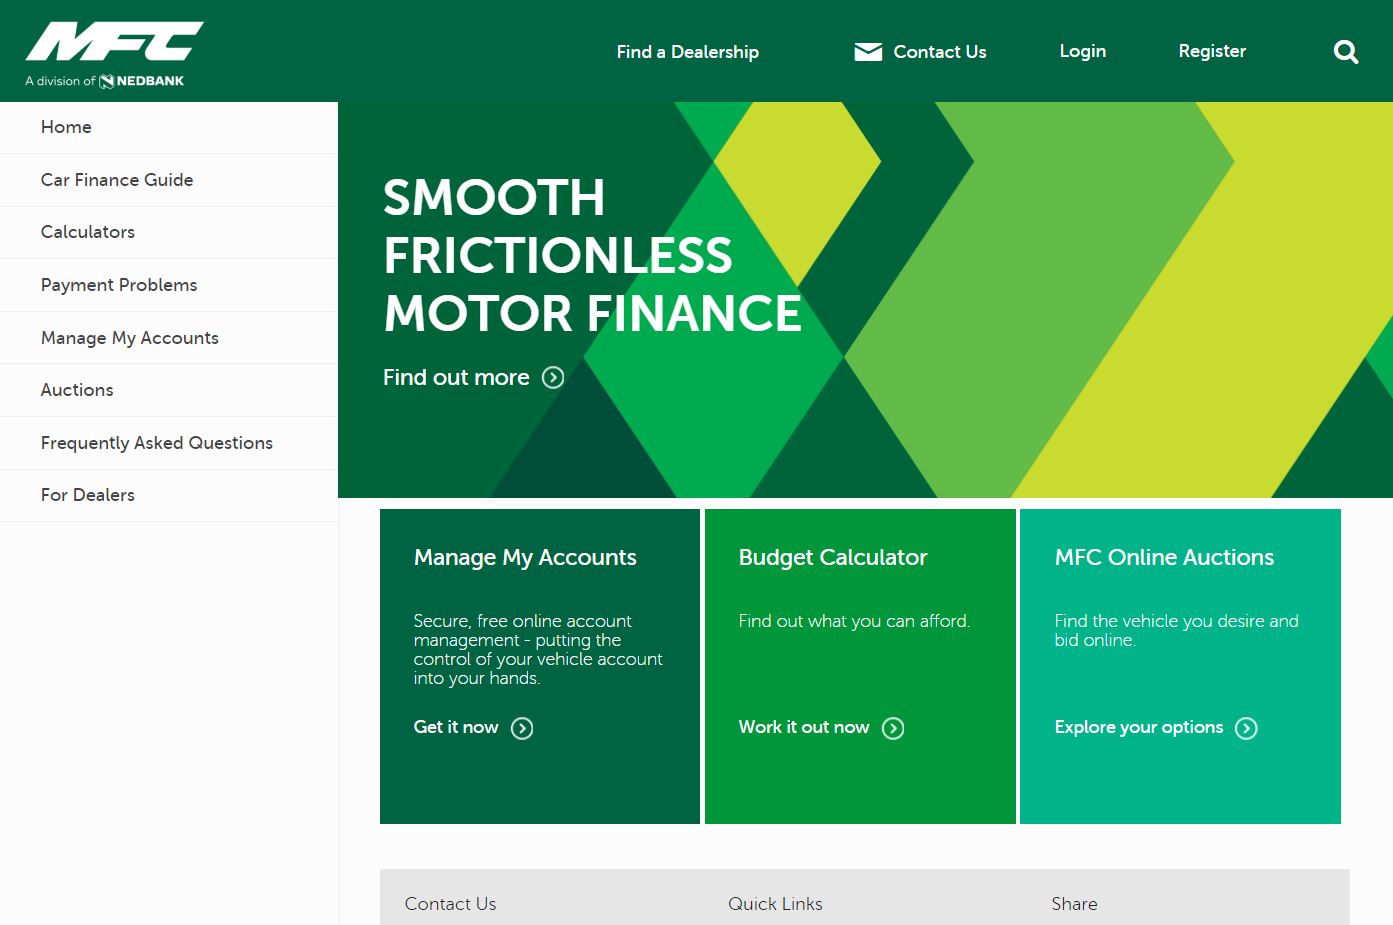 MFC
A division of NEDBANK
Find a Dealership
Contact Us
Login
Register
Home
Car Finance Guide
Calculators
Payment Problems
Manage My Accounts
Auctions
Frequently Asked Questions
For Dealers
SMOOTH
FRICTIONLESS
MOTOR FINANCE
Find out more
Manage My Accounts
Secure, free online account
management - putting the
control of your vehicle account
into your hands.
Get it now
Budget Calculator
Find out what you can afford.
Work it out now
MFC Online Auctions
Find the vehicle you desire and
bid online.
Explore your options
Contact Us
Quick Links
Share